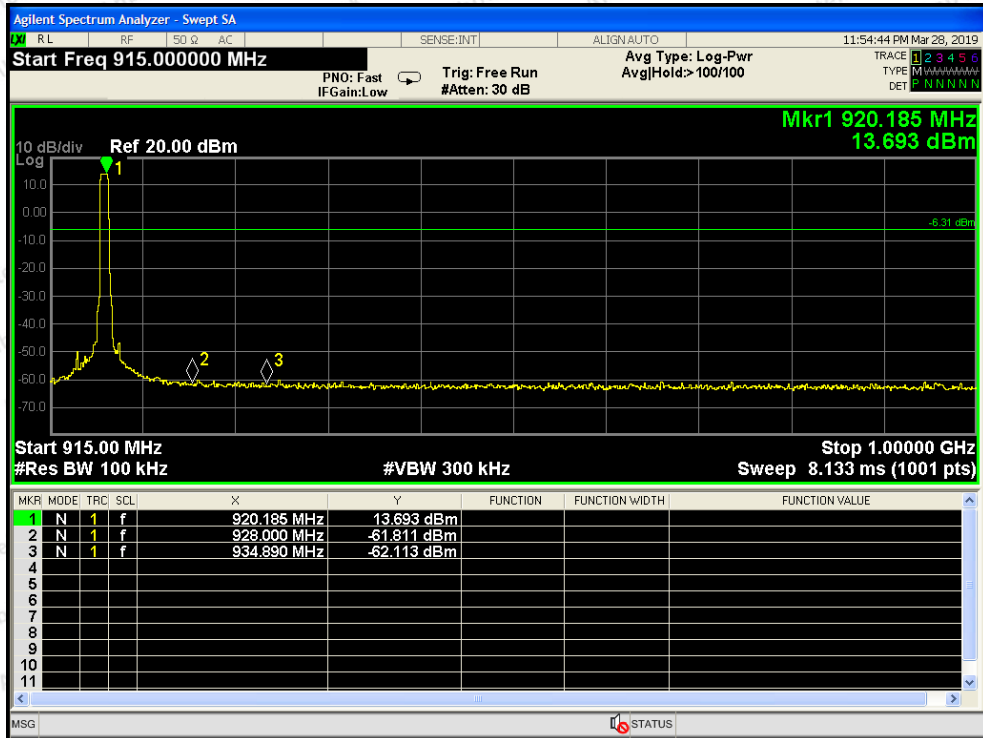 Agilent Spectrum Analyzer - Swept SA
LXI RL RF 50 Ω AC SENSE:INT ALIGNAUTO 11:54:44 PM Mar 28, 2019
Start Freq 915.000000 MHz
PNO: Fast
IFGain:Low
Trig: Free Run
#Atten: 30 dB
Avg Type: Log-Pwr
Avg|Hold:>100/100
TRACE 1 2 3 4 5 6
TYPE M
DET P N N N N N
Mkr1 920.185 MHz
13.693 dBm
10 dB/div Ref 20.00 dBm
Log
1
10.0
0.00
-6.31 dBm
-10.0
-20.0
-30.0
-40.0
-50.0
2 3
-60.0
-70.0
Start 915.00 MHz Stop 1.00000 GHz
#Res BW 100 kHz #VBW 300 kHz Sweep 8.133 ms (1001 pts)
MKR MODE TRC SCL X Y FUNCTION FUNCTION WIDTH FUNCTION VALUE
1 N 1 f 920.185 MHz 13.693 dBm
2 N 1 f 928.000 MHz -61.811 dBm
3 N 1 f 934.890 MHz -62.113 dBm
4
5
6
7
8
9
10
11
MSG STATUS